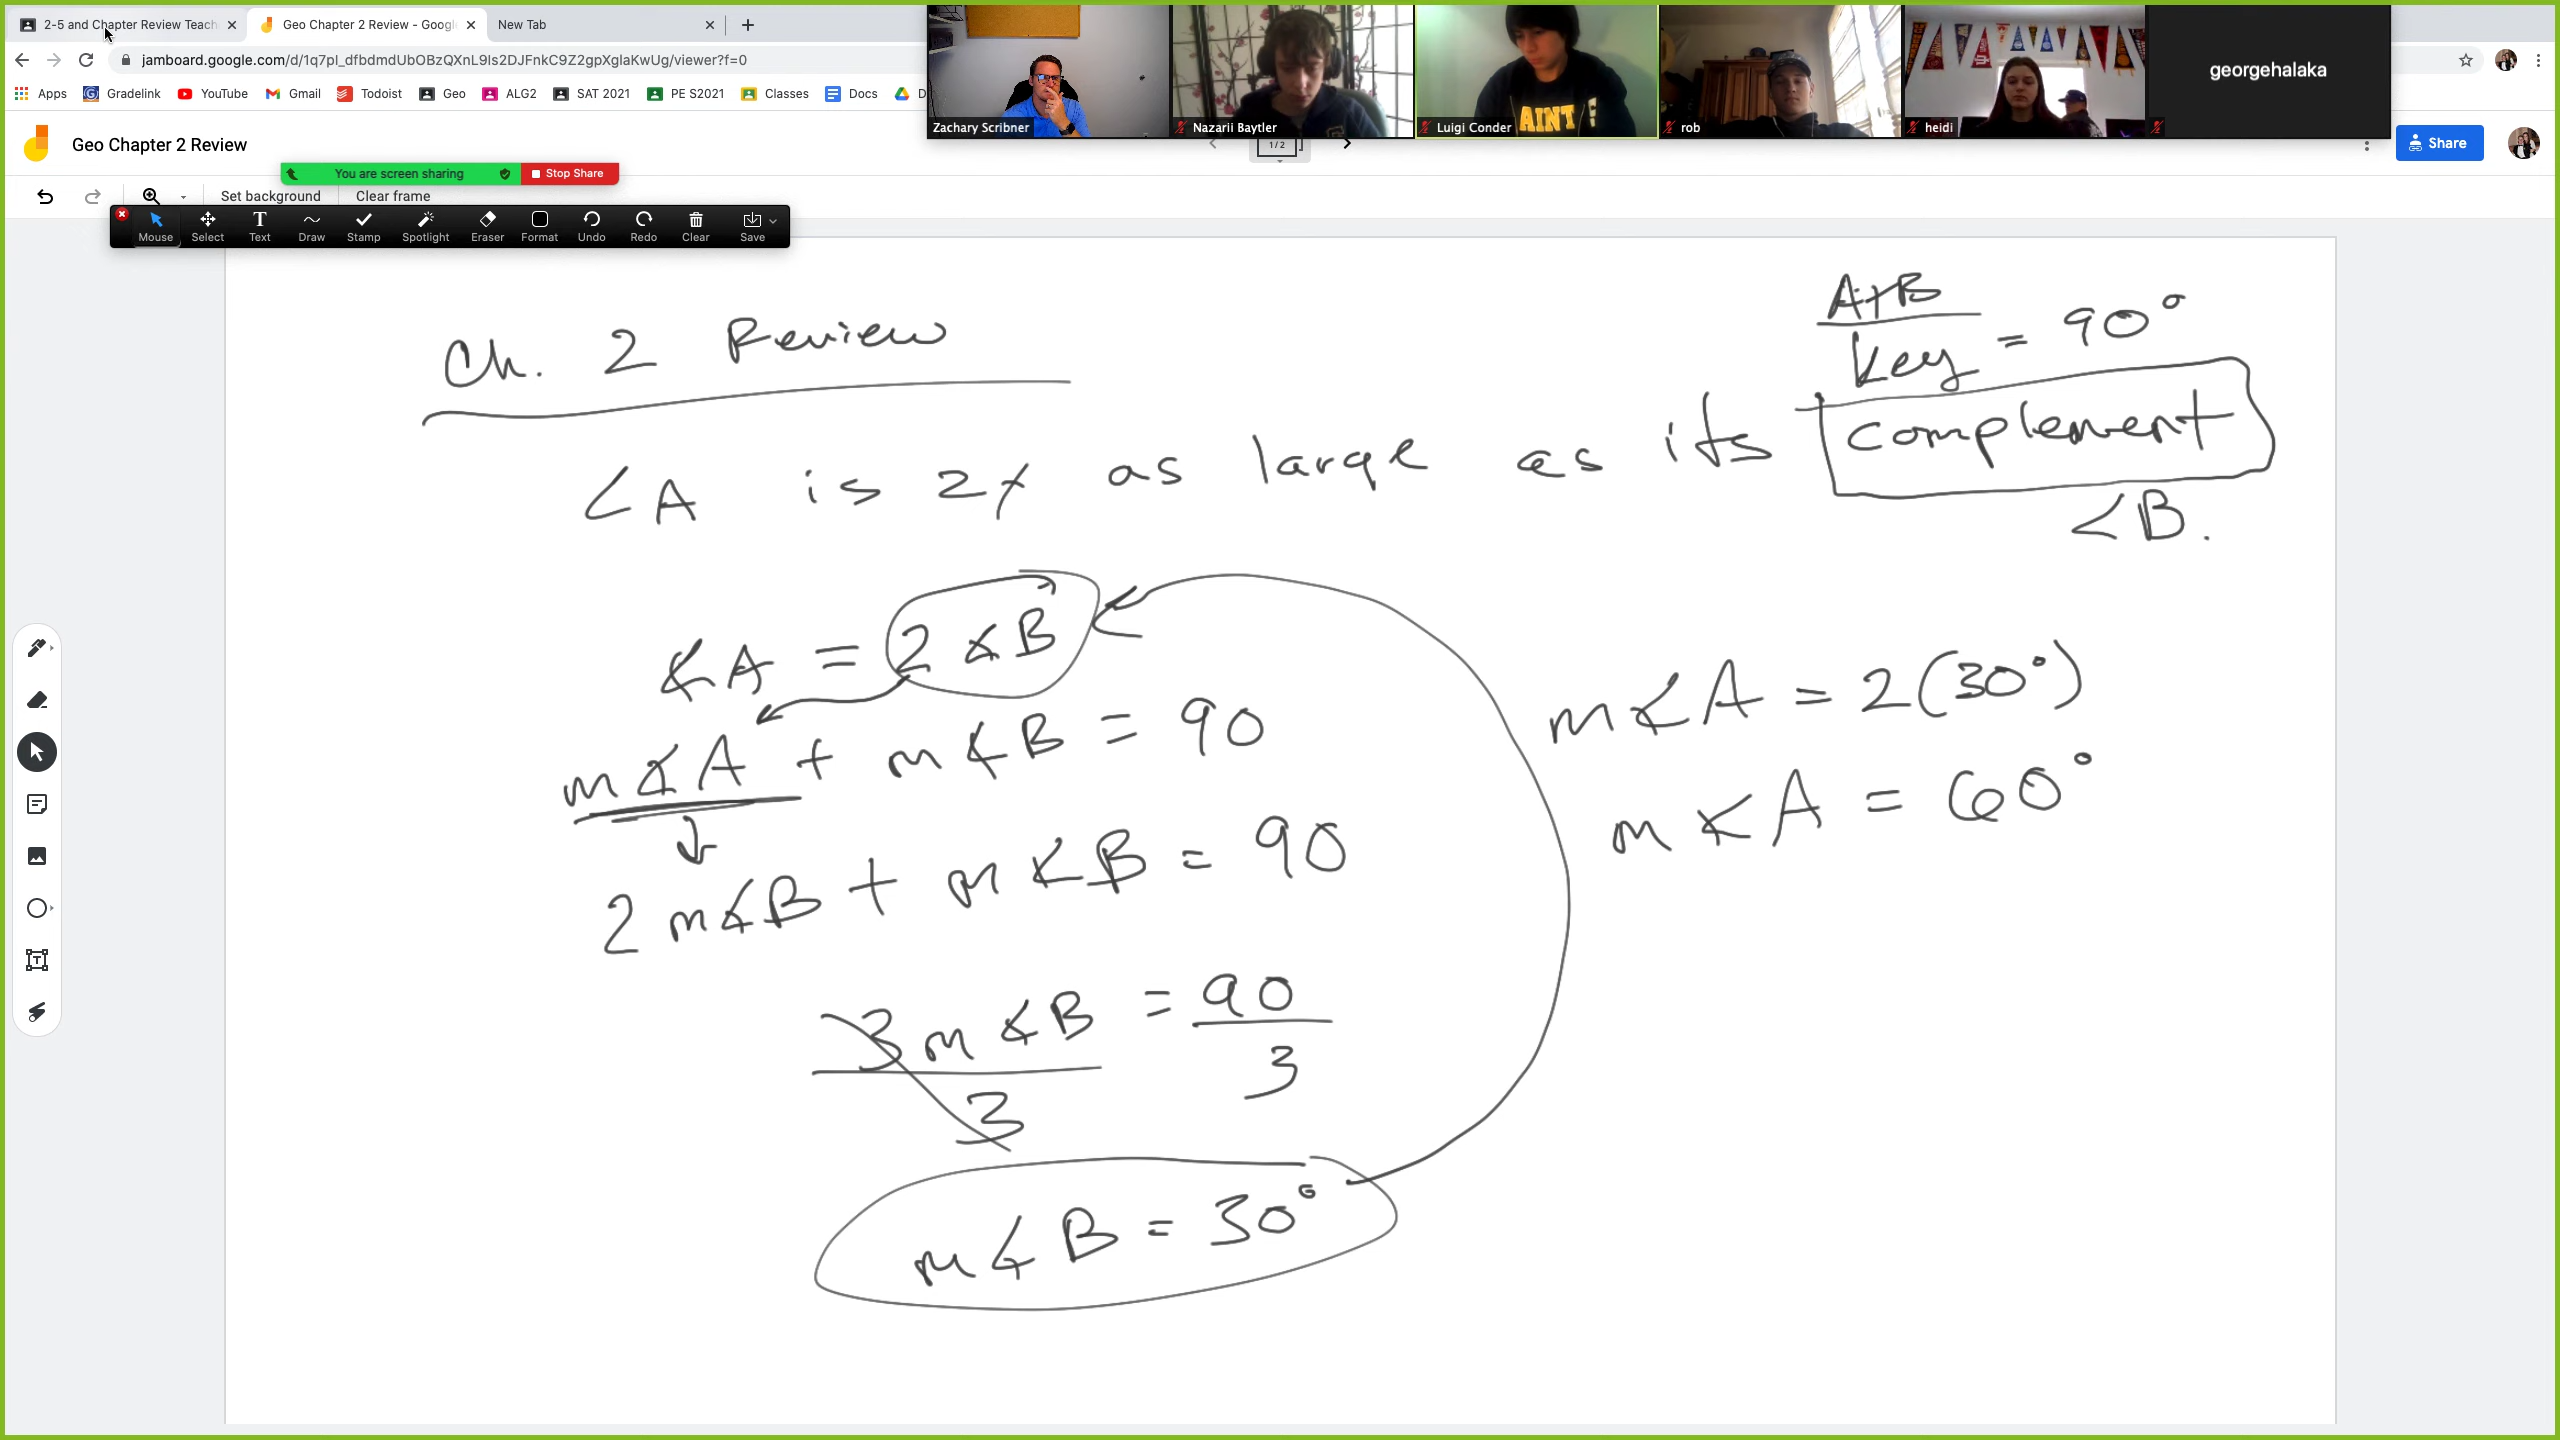 2-5 and Chapter Review Teach
Geo Chapter 2 Review - Googl
New Tab
jamboard.google.com/d/1q7pI_dfbdmdUbOBzQXnL9Is2DJFnkC9Z2gpXglaKwUg/viewer?f=0
Apps Gradelink YouTube Gmail Todoist Geo ALG2 SAT 2021 PE S2021 Classes Docs D
Zachary Scribner
Nazarii Baytler
AINT
Luigi Conder
rob
heidi
georgehalaka
Geo Chapter 2 Review
1 / 2
Share
You are screen sharing Stop Share
Set background Clear frame
Mouse Select Text Draw Stamp Spotlight Eraser Format Undo Redo Clear Save
A+B
Key = 90°
Ch. 2 Review
∠A is 2x as large as its complement
∠B.
∡A = 2∡B
m∡A + m∡B = 90
2m∡B + m∡B = 90
3m∡B = 90
3 3
m∡B = 30°
m∡A = 2(30°)
m∡A = 60°